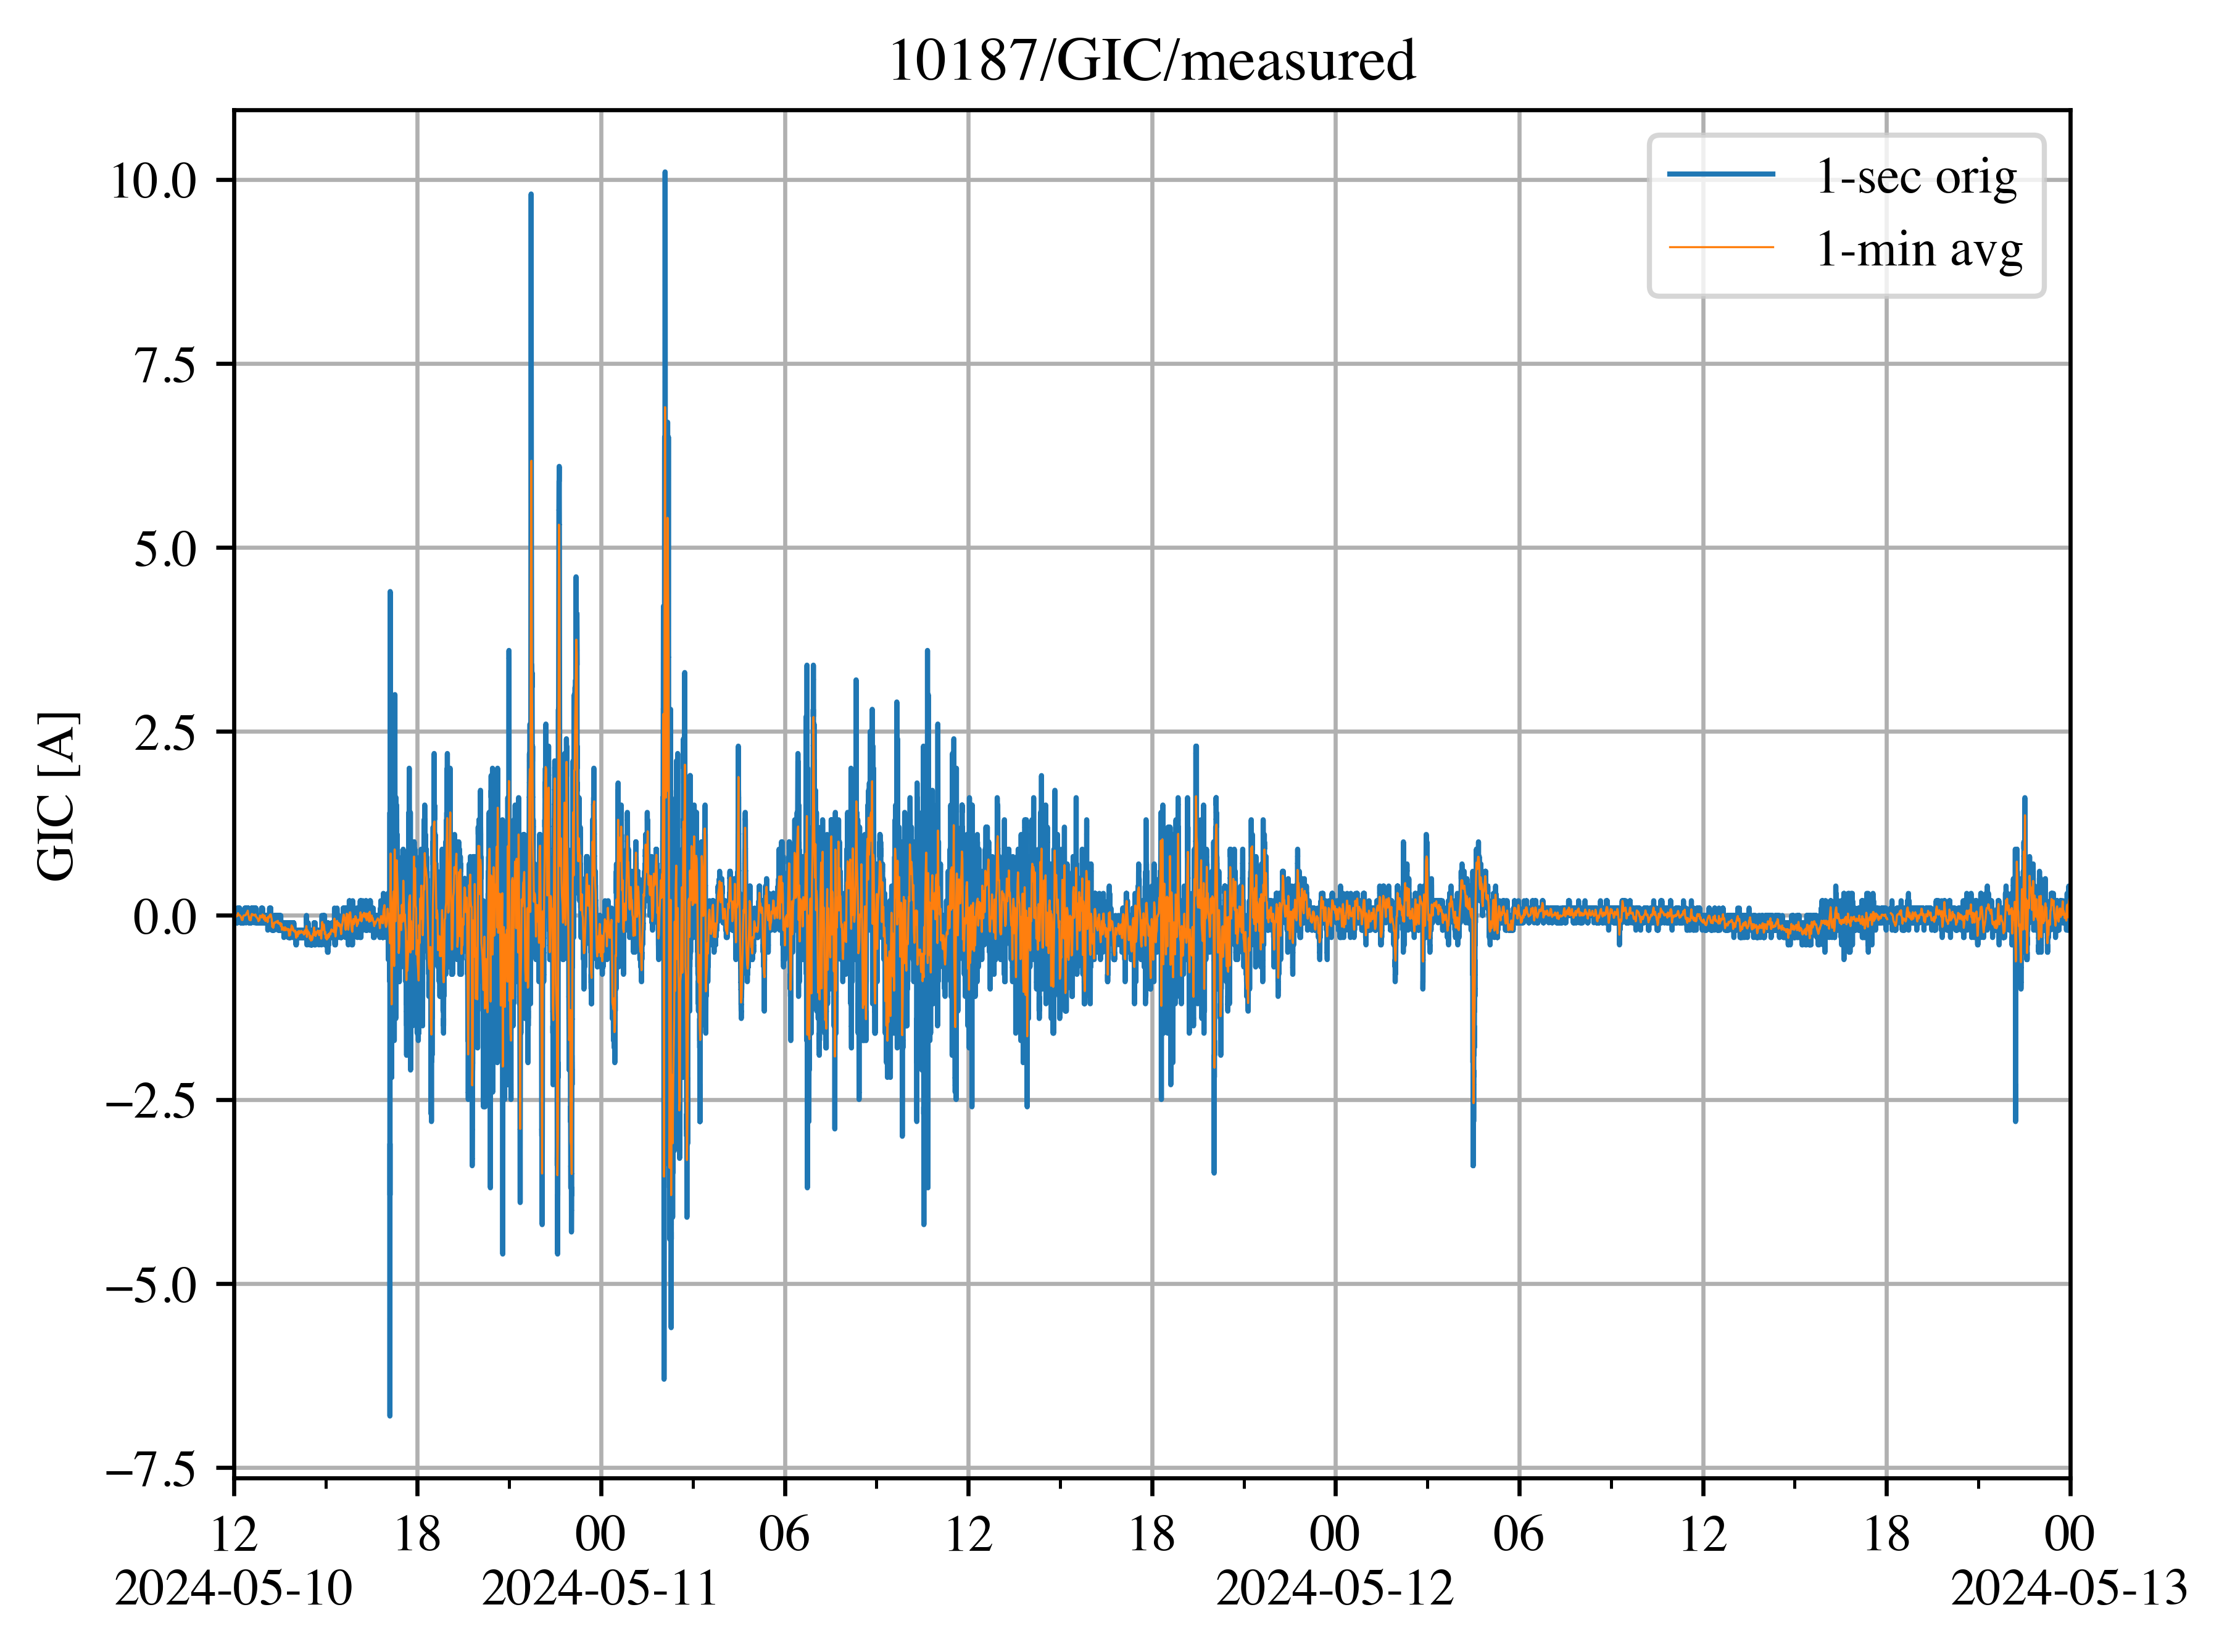 10187/GIC/measured
1-sec orig
1-min avg
GIC [A]
10.0
7.5
5.0
2.5
0.0
−2.5
−5.0
−7.5
12 18 00 06 12 18 00 06 12 18 00
2024-05-10 2024-05-11 2024-05-12 2024-05-13